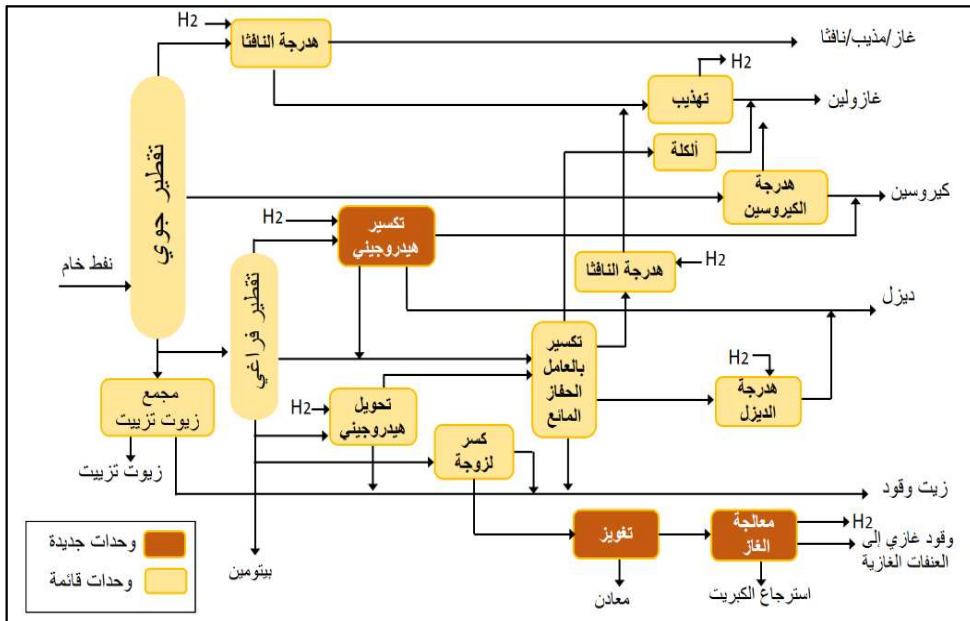 H2
هدرجة النافثا
غاز/مذيب/نافثا
H2
تهذيب
غازولين
ألكلة
تقطير جوي
هدرجة
الكيروسين
كيروسين
H2
تكسير
هيدروجيني
هدرجة النافثا
H2
نفط خام
تقطير فراغي
ديزل
تكسير
بالعامل
الحفاز
المائع
H2
هدرجة
الديزل
مجمع
زيوت تزييت
H2
تحويل
هيدروجيني
كسر
لزوجة
زيوت تزييت
زيت وقود
تغويز
معالجة
الغاز
H2
وقود غازي إلى
العنفات الغازية
وحدات جديدة
وحدات قائمة
بيتومين
معادن
استرجاع الكبريت